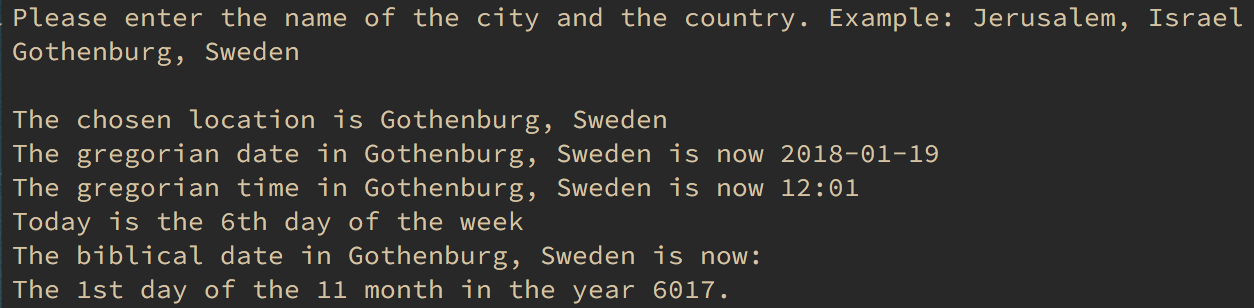 Please enter the name of the city and the country. Example: Jerusalem, Israel
Gothenburg, Sweden
The chosen location is Gothenburg, Sweden
The gregorian date in Gothenburg, Sweden is now 2018-01-19
The gregorian time in Gothenburg, Sweden is now 12:01
Today is the 6th day of the week
The biblical date in Gothenburg, Sweden is now:
The 1st day of the 11 month in the year 6017.